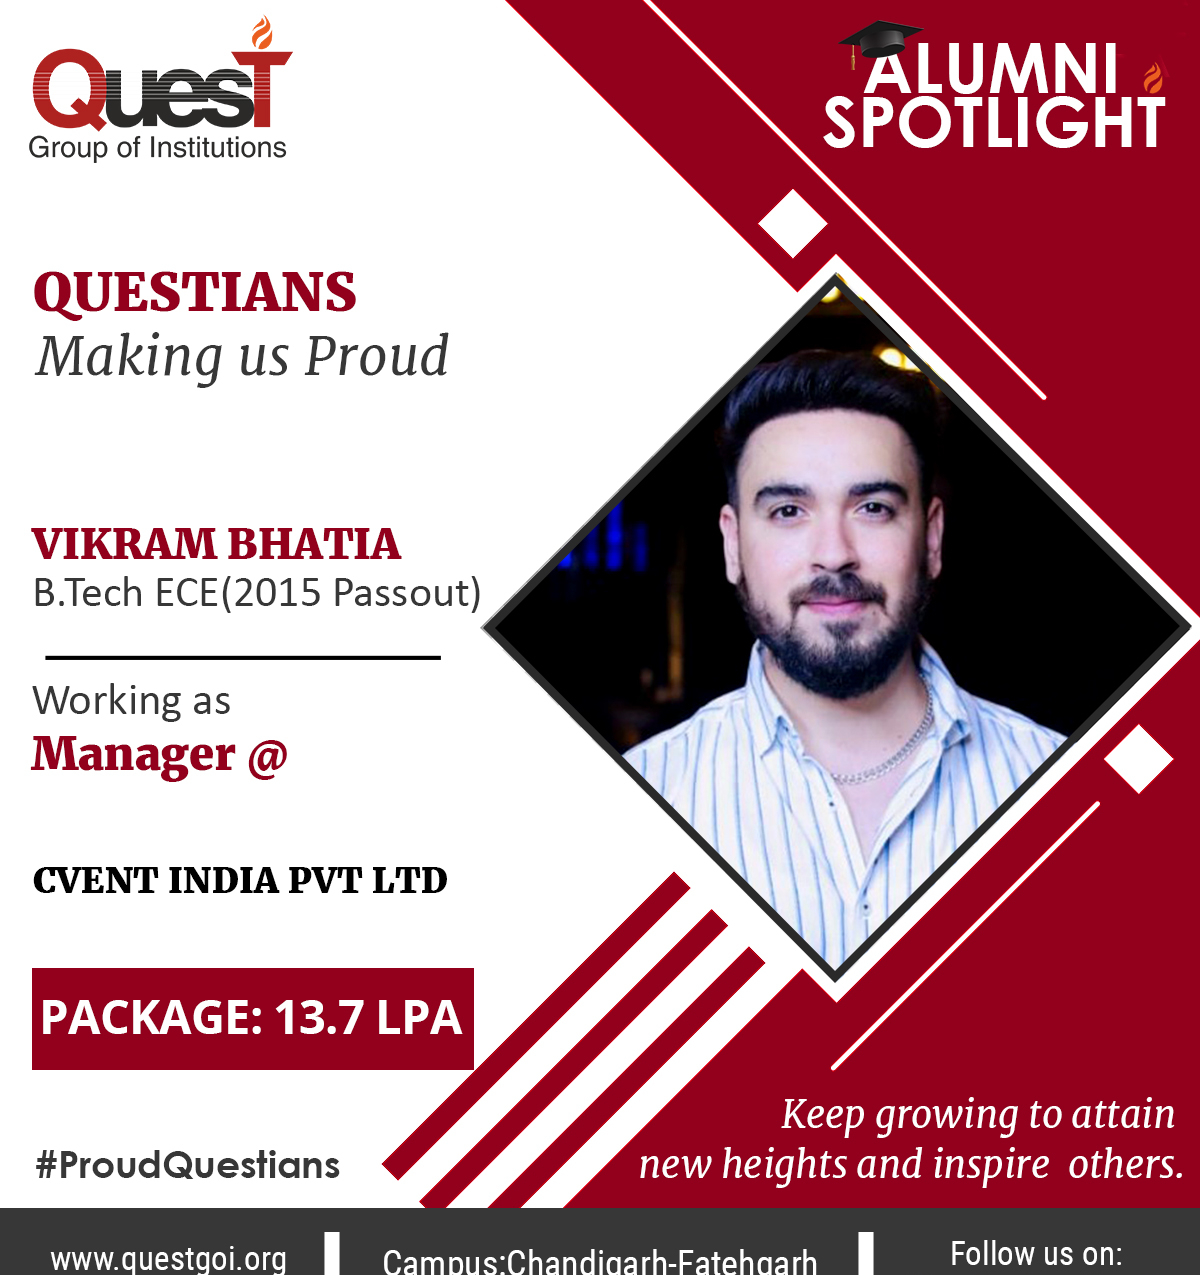 QuesT
Group of Institutions
ALUMNI
SPOTLIGHT
QUESTIANS
Making us Proud
VIKRAM BHATIA
B.Tech ECE(2015 Passout)
Working as
Manager @
CVENT INDIA PVT LTD
PACKAGE: 13.7 LPA
Keep growing to attain
new heights and inspire others.
#ProudQuestians
www.questgoi.org
Campus:Chandigarh-Fatehgarh
Follow us on: